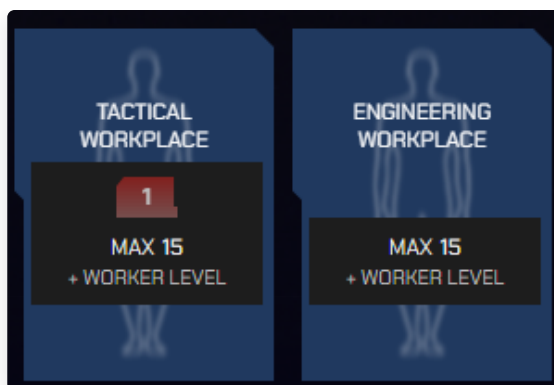 TACTICAL
WORKPLACE
1
MAX 15
+ WORKER LEVEL
ENGINEERING
WORKPLACE
MAX 15
+ WORKER LEVEL